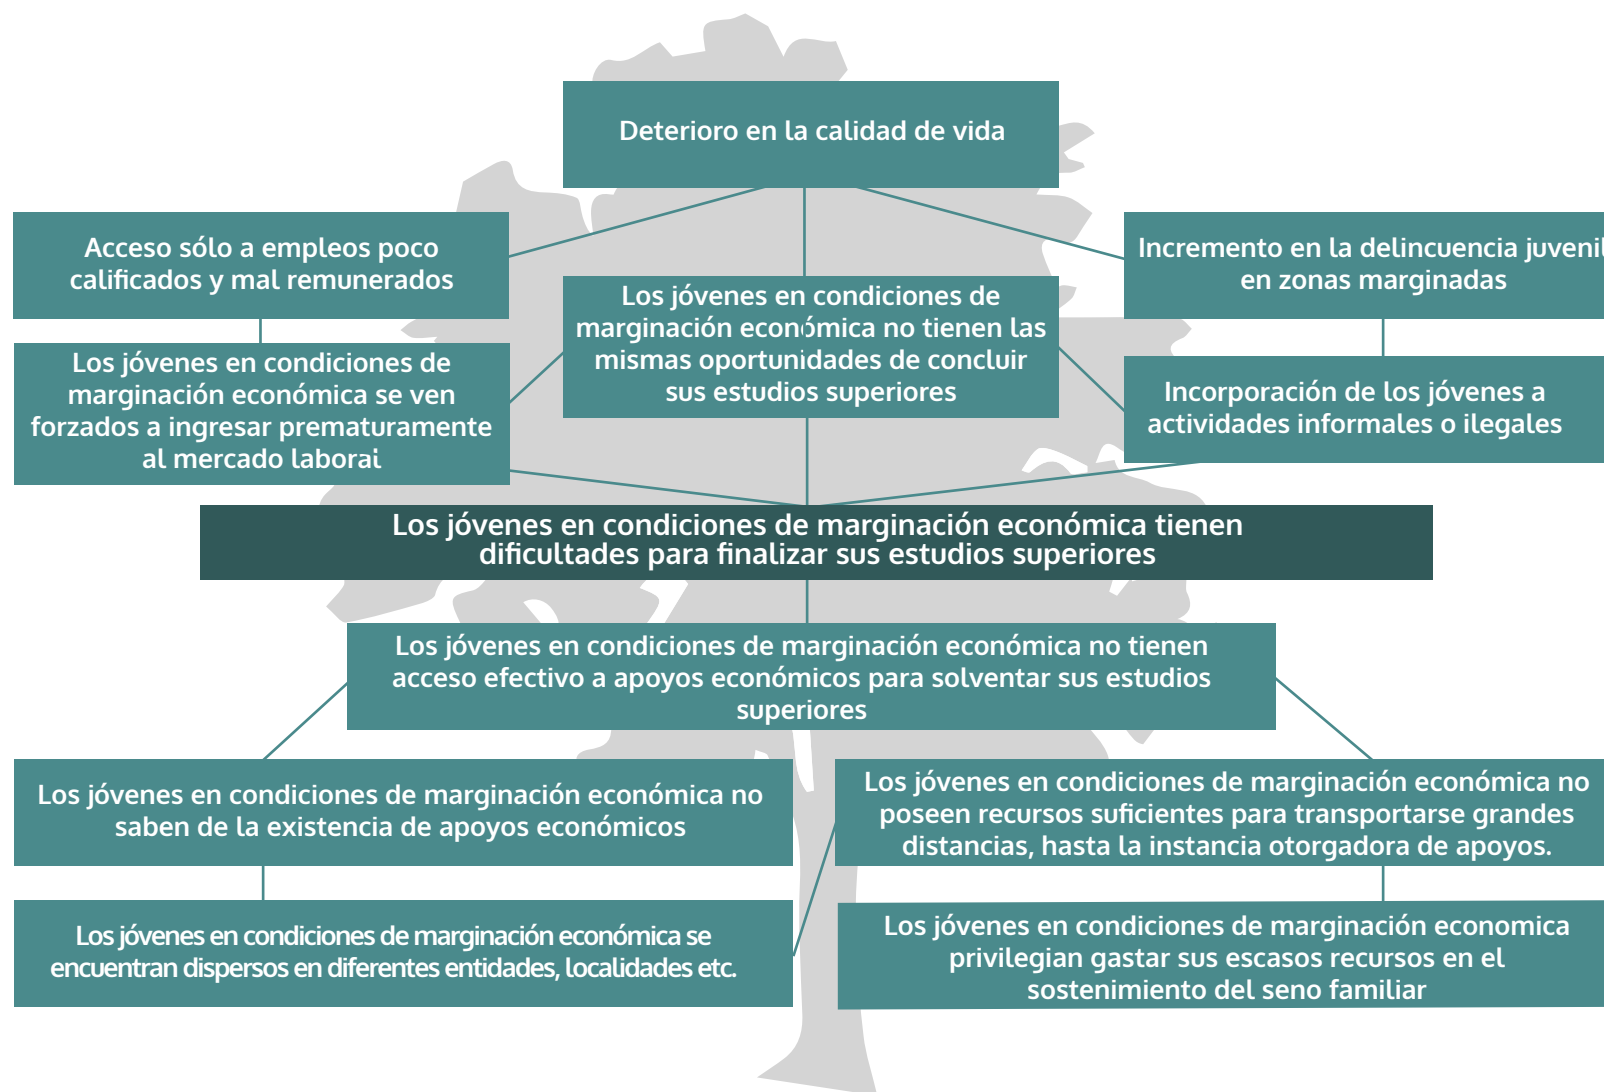 Deterioro en la calidad de vida
Acceso sólo a empleos poco
calificados y mal remunerados
Incremento en la delincuencia juvenil
en zonas marginadas
Los jóvenes en condiciones de
marginación económica no tienen las
mismas oportunidades de concluir
sus estudios superiores
Los jóvenes en condiciones de
marginación económica se ven
forzados a ingresar prematuramente
al mercado laboral
Incorporación de los jóvenes a
actividades informales o ilegales
Los jóvenes en condiciones de marginación económica tienen
dificultades para finalizar sus estudios superiores
Los jóvenes en condiciones de marginación económica no tienen
acceso efectivo a apoyos económicos para solventar sus estudios
superiores
Los jóvenes en condiciones de marginación económica no
saben de la existencia de apoyos económicos
Los jóvenes en condiciones de marginación económica no
poseen recursos suficientes para transportarse grandes
distancias, hasta la instancia otorgadora de apoyos.
Los jóvenes en condiciones de marginación económica se
encuentran dispersos en diferentes entidades, localidades etc.
Los jóvenes en condiciones de marginación economica
privilegian gastar sus escasos recursos en el
sostenimiento del seno familiar